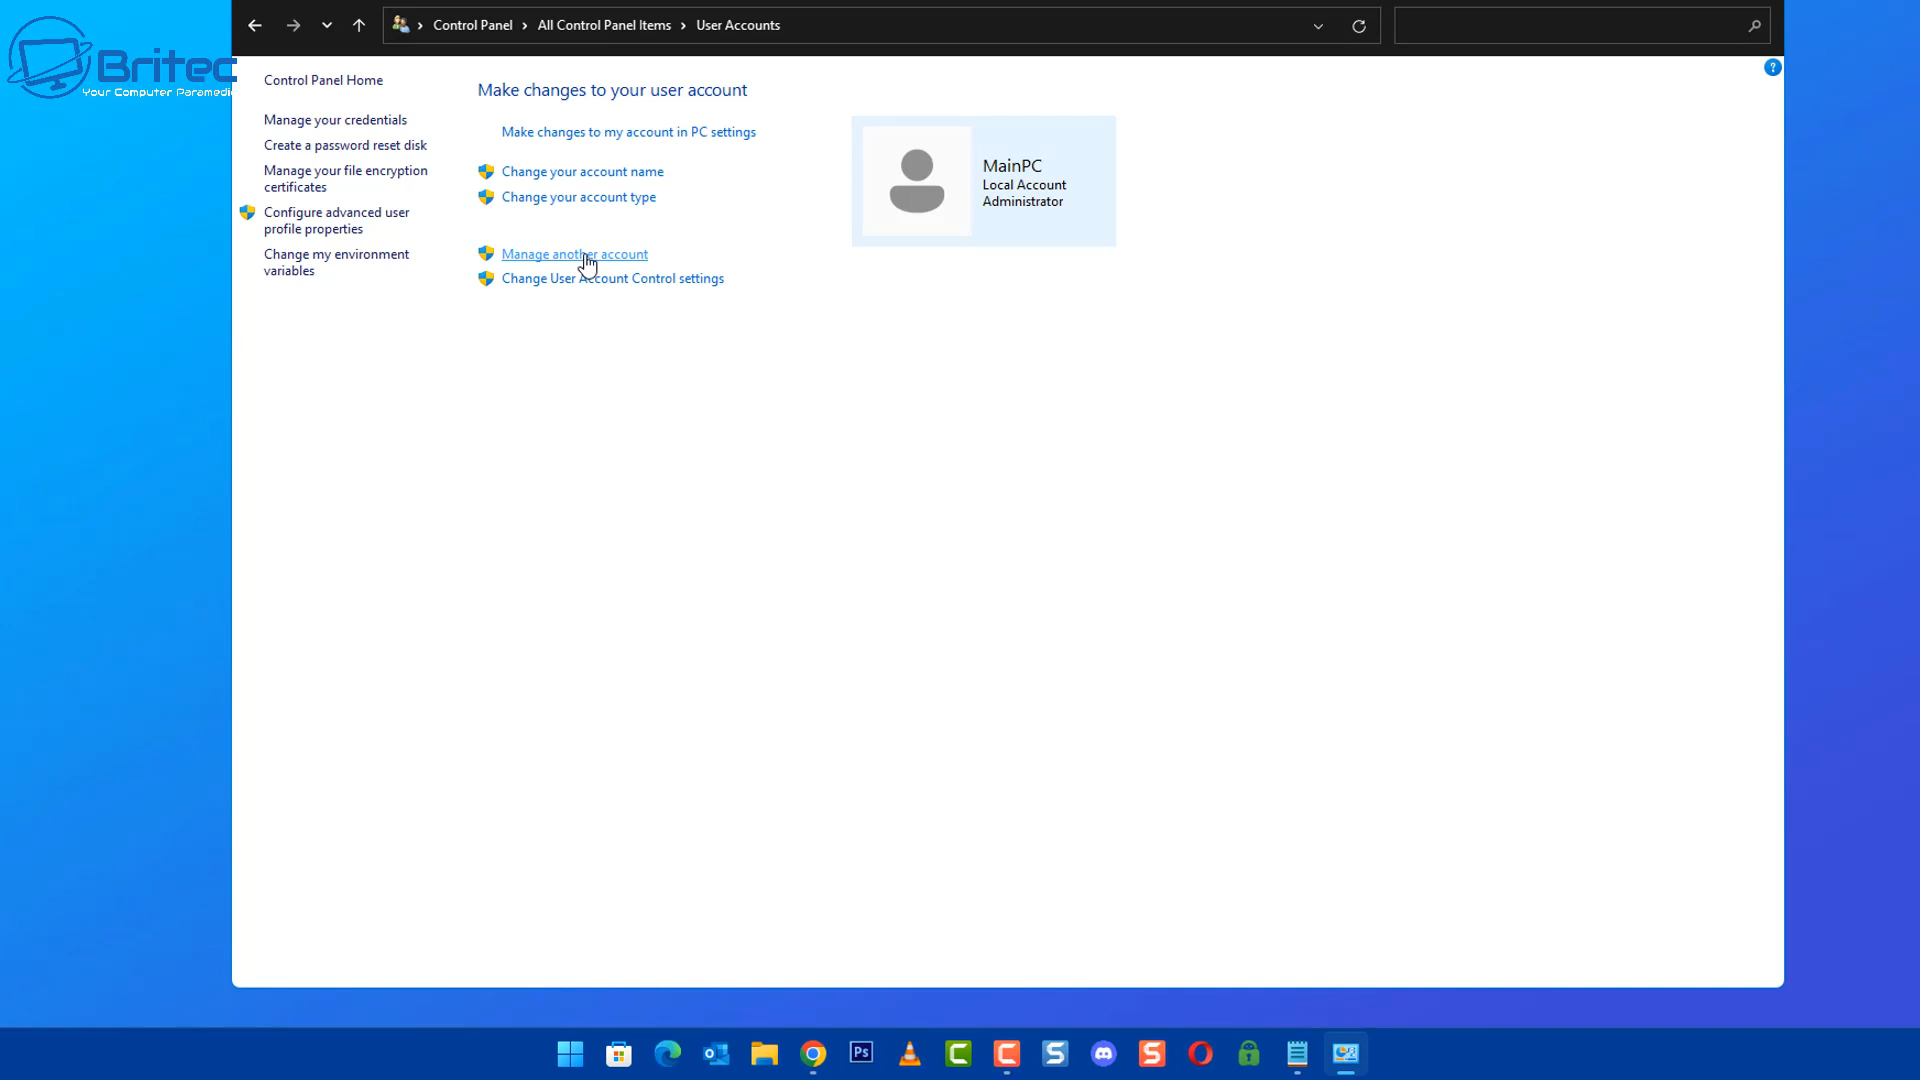 Control Panel
All Control Panel Items
User Accounts
Britec
Your Computer Paramedic
Control Panel Home
Manage your credentials
Create a password reset disk
Manage your file encryption
certificates
Configure advanced user
profile properties
Change my environment
variables
Make changes to your user account
Make changes to my account in PC settings
Change your account name
Change your account type
Manage another account
Change User Account Control settings
MainPC
Local Account
Administrator
?
Ps